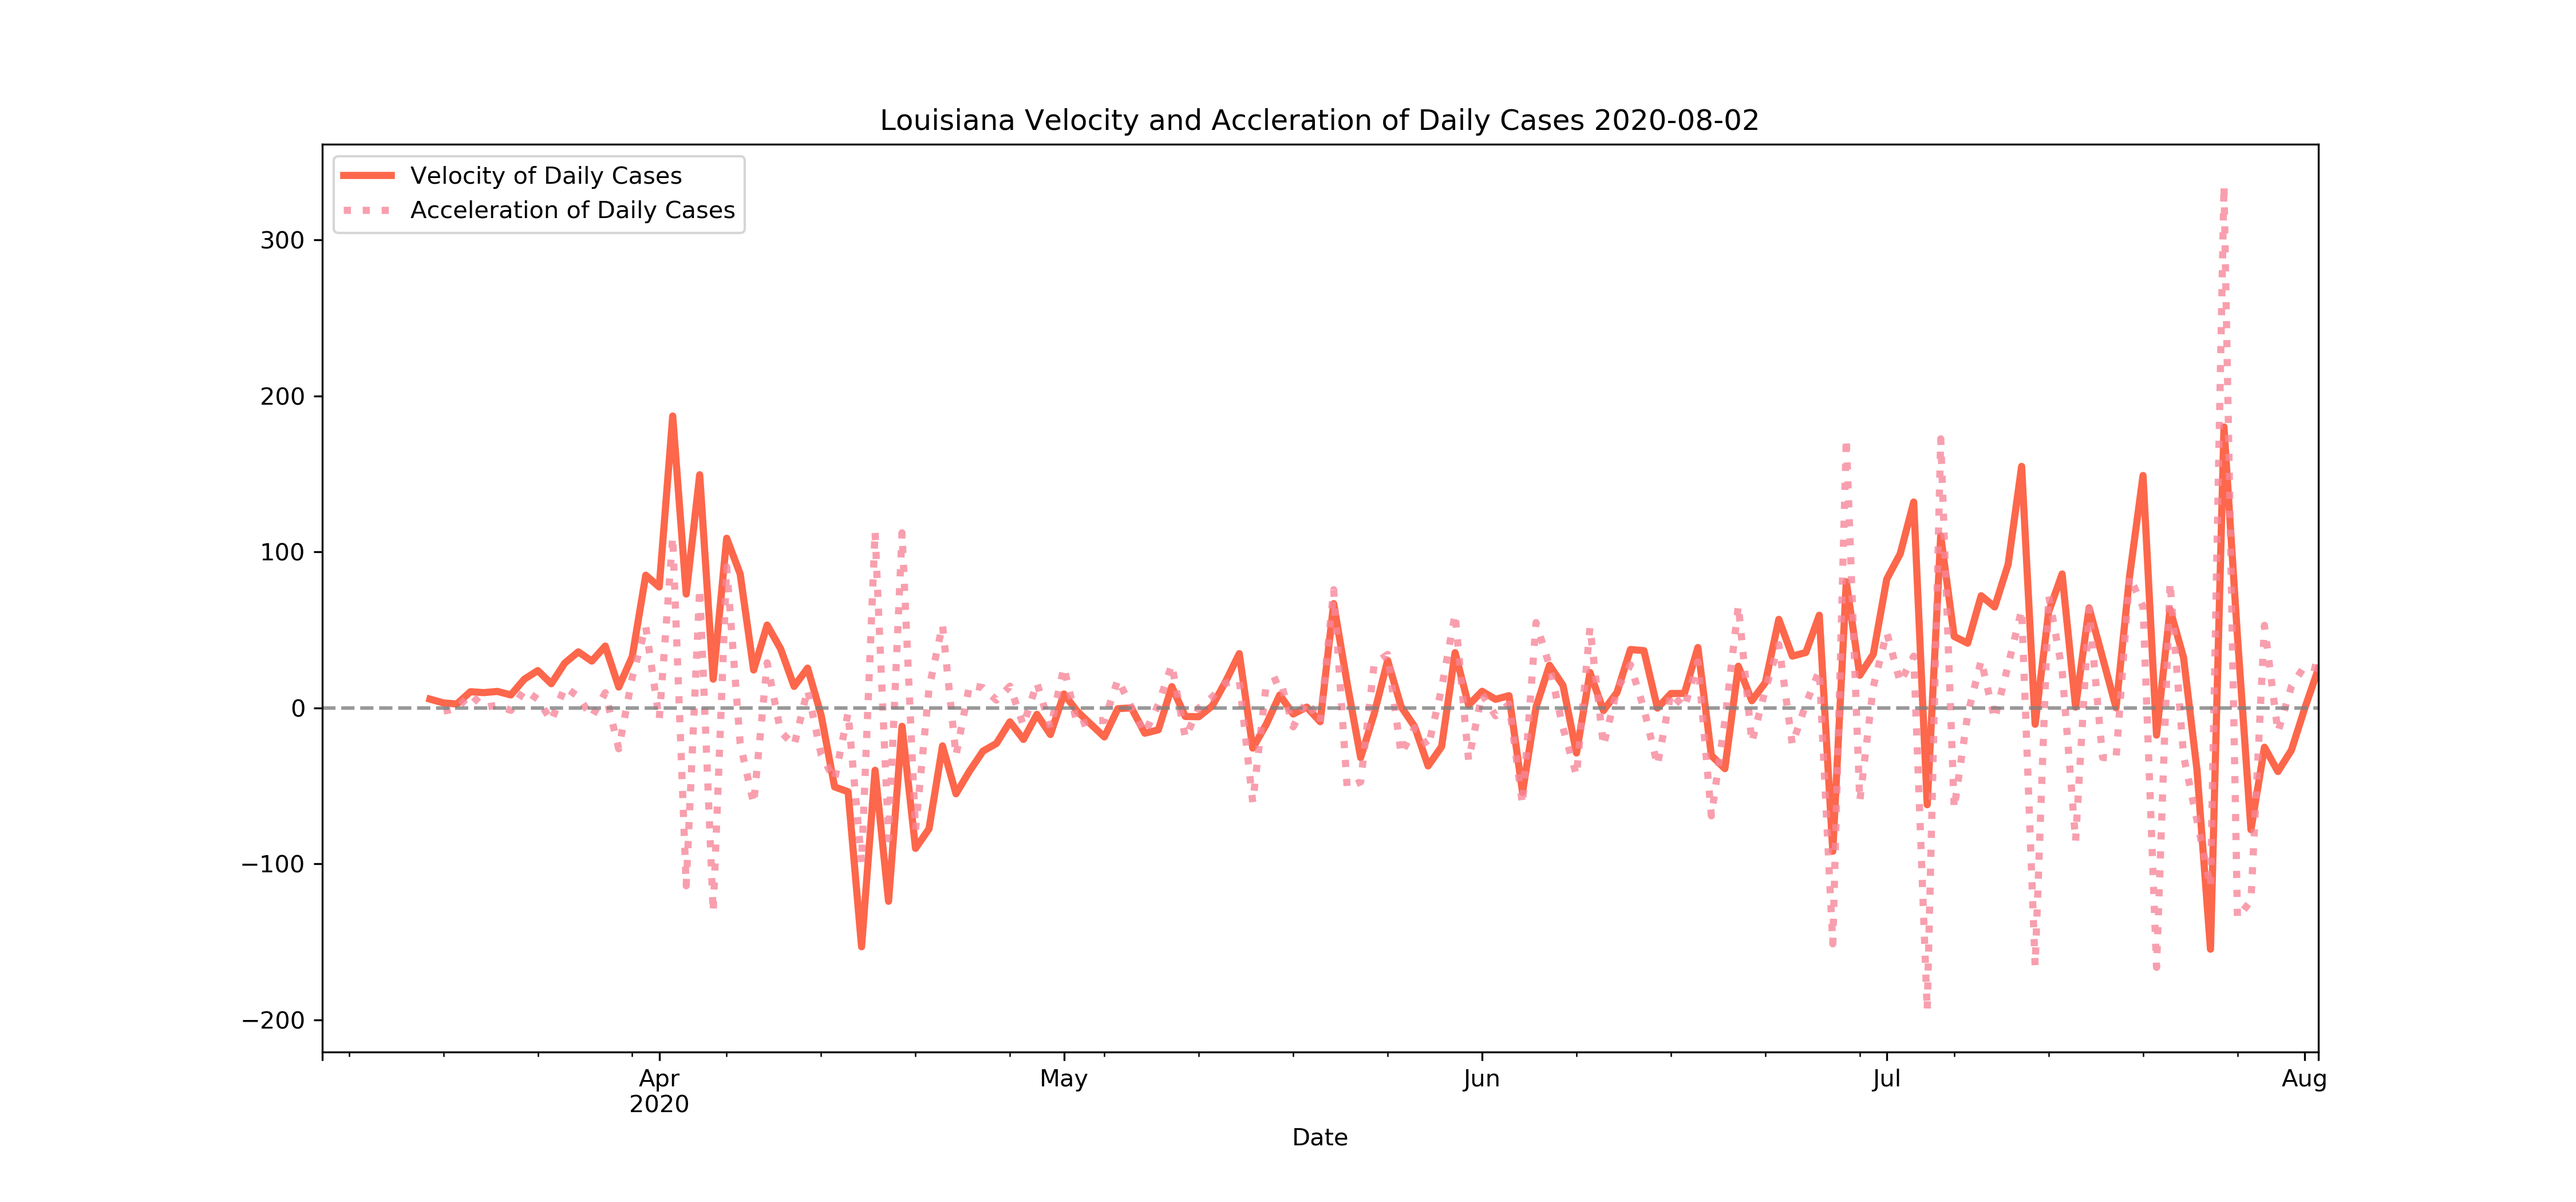 Louisiana Velocity and Accleration of Daily Cases 2020-08-02
Velocity of Daily Cases
Acceleration of Daily Cases
300
200
100
0
−100
−200
Apr
2020
May
Jun
Jul
Aug
Date